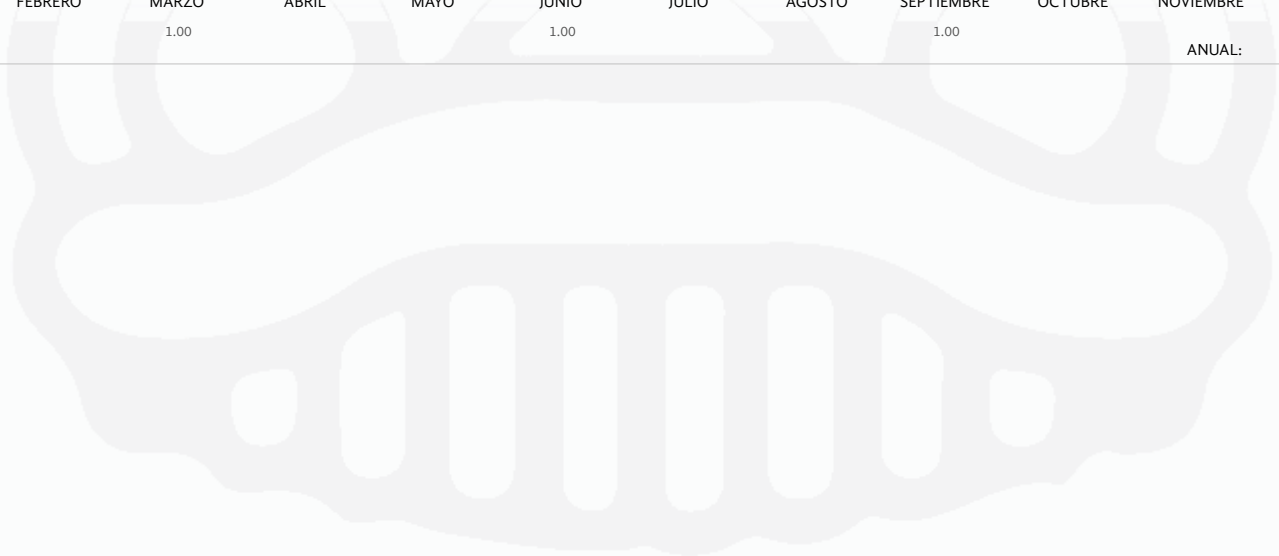 FEBRERO MARZO ABRIL MAYO JUNIO JULIO AGOSTO SEPTIEMBRE OCTUBRE NOVIEMBRE
1.00 1.00 1.00
ANUAL: